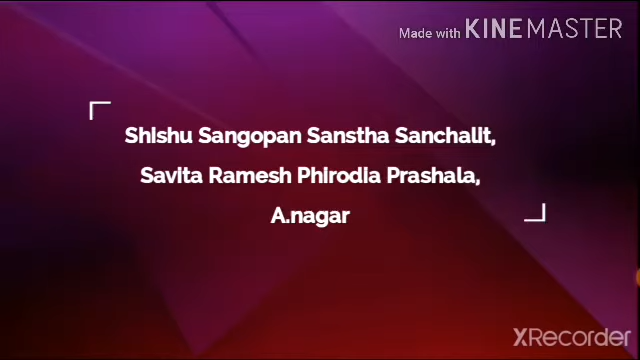 Made with KINEMASTER
Shishu Sangopan Sanstha Sanchalit,
Savita Ramesh Phirodia Prashala,
A.nagar
XRecorder